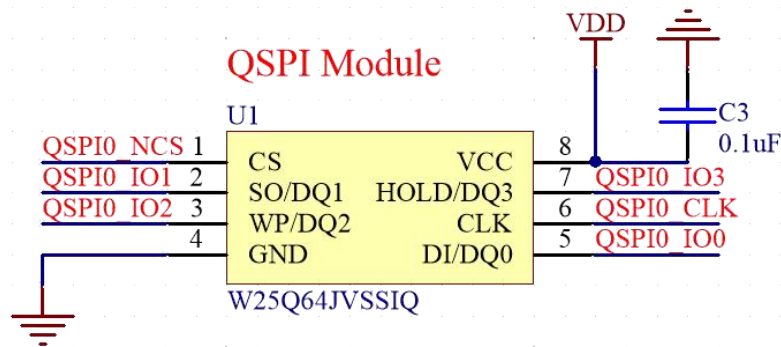 VDD
QSPI Module
U1
C3
0.1uF
QSPI0_NCS 1 CS VCC 8
QSPI0_IO1 2 SO/DQ1 HOLD/DQ3 7 QSPI0_IO3
QSPI0_IO2 3 WP/DQ2 CLK 6 QSPI0_CLK
4 GND DI/DQ0 5 QSPI0_IO0
W25Q64JVSSIQ